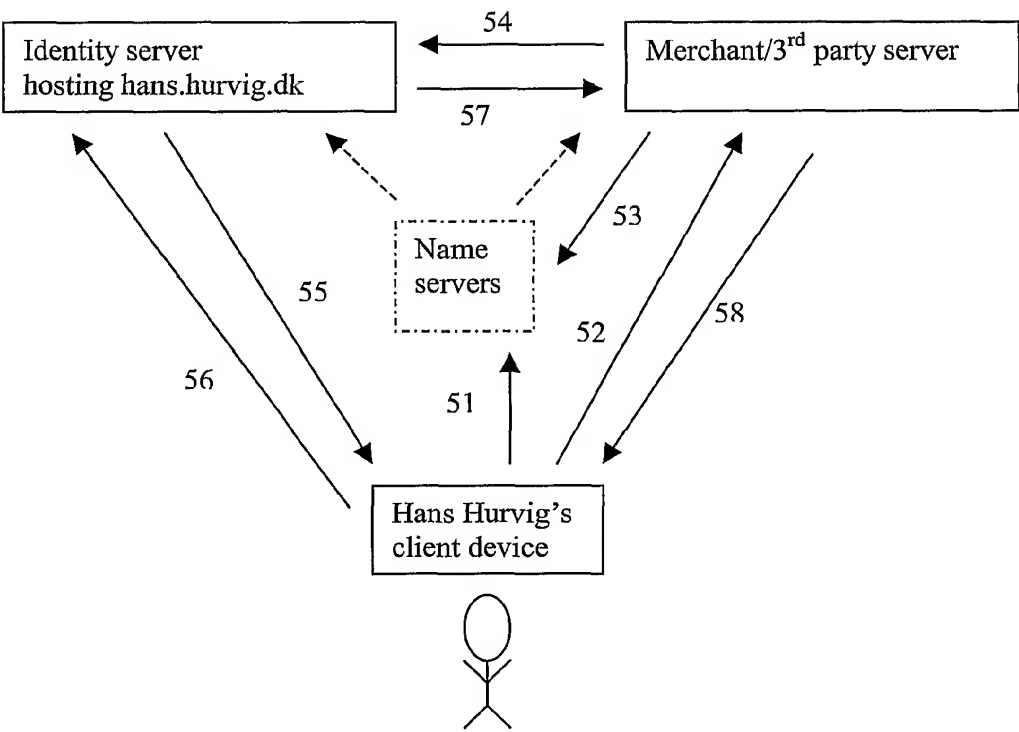 54
Identity server
hosting hans.hurvig.dk
Merchant/3rd party server
57
53
Name
servers
55
52
58
56
51
Hans Hurvig's
client device